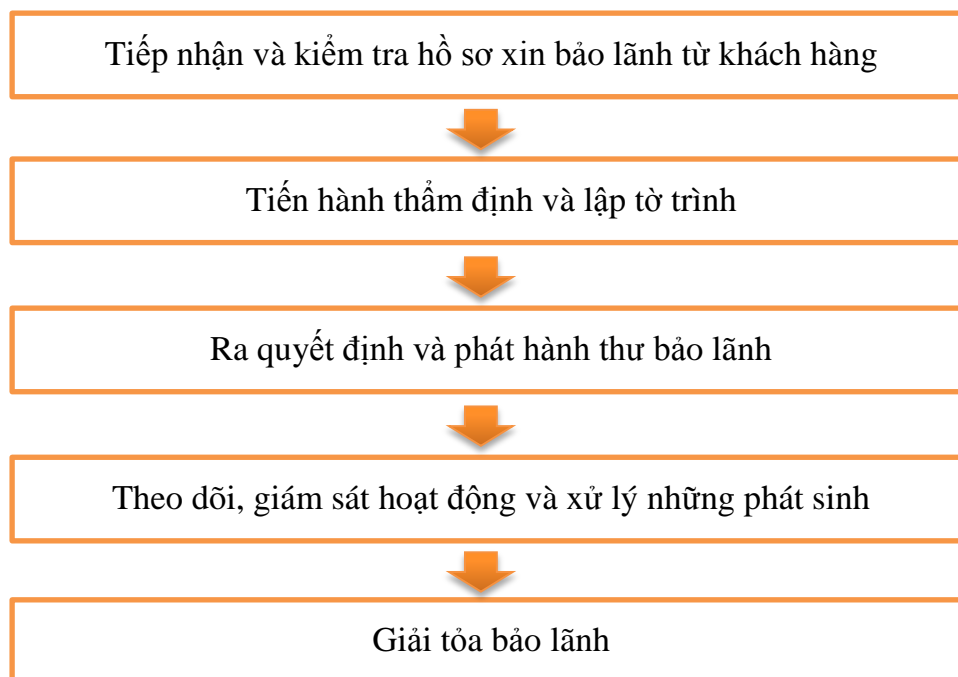 Tiếp nhận và kiểm tra hồ sơ xin bảo lãnh từ khách hàng
Tiến hành thẩm định và lập tờ trình
Ra quyết định và phát hành thư bảo lãnh
Theo dõi, giám sát hoạt động và xử lý những phát sinh
Giải tỏa bảo lãnh